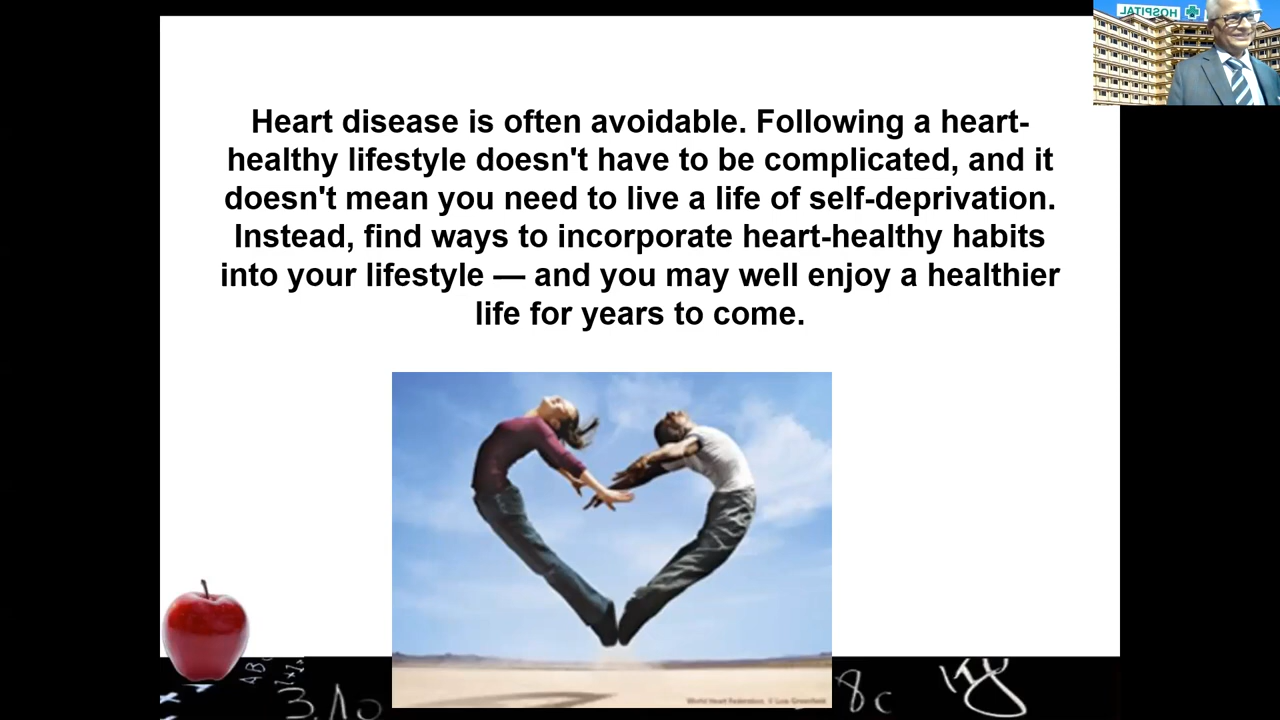 HOSPITAL
Heart disease is often avoidable. Following a heart-
healthy lifestyle doesn't have to be complicated, and it
doesn't mean you need to live a life of self-deprivation.
Instead, find ways to incorporate heart-healthy habits
into your lifestyle — and you may well enjoy a healthier
life for years to come.
World Heart Federation. © Luis Greenfield